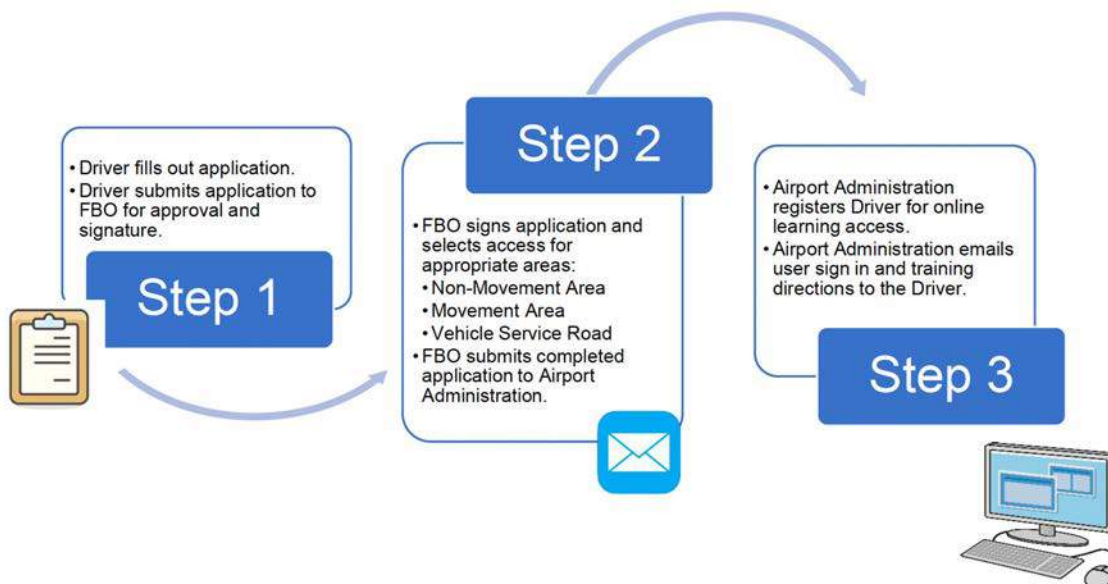 • Driver fills out application.
• Driver submits application to
FBO for approval and
signature.
Step 1
Step 2
• FBO signs application and
selects access for
appropriate areas:
• Non-Movement Area
• Movement Area
• Vehicle Service Road
• FBO submits completed
application to Airport
Administration.
• Airport Administration
registers Driver for online
learning access.
• Airport Administration emails
user sign in and training
directions to the Driver.
Step 3